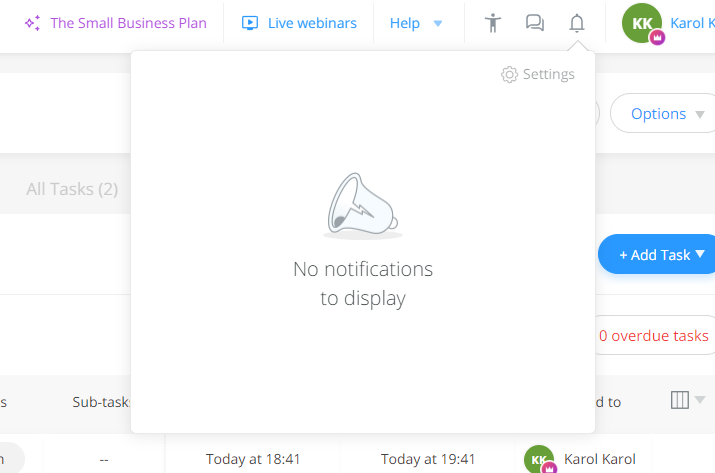 The Small Business Plan
Live webinars
Help
KK
Karol K
Settings
Options
All Tasks (2)
No notifications
to display
+ Add Task
0 overdue tasks
s
Sub-tasks
d to
n
--
Today at 18:41
Today at 19:41
KK
Karol Karol